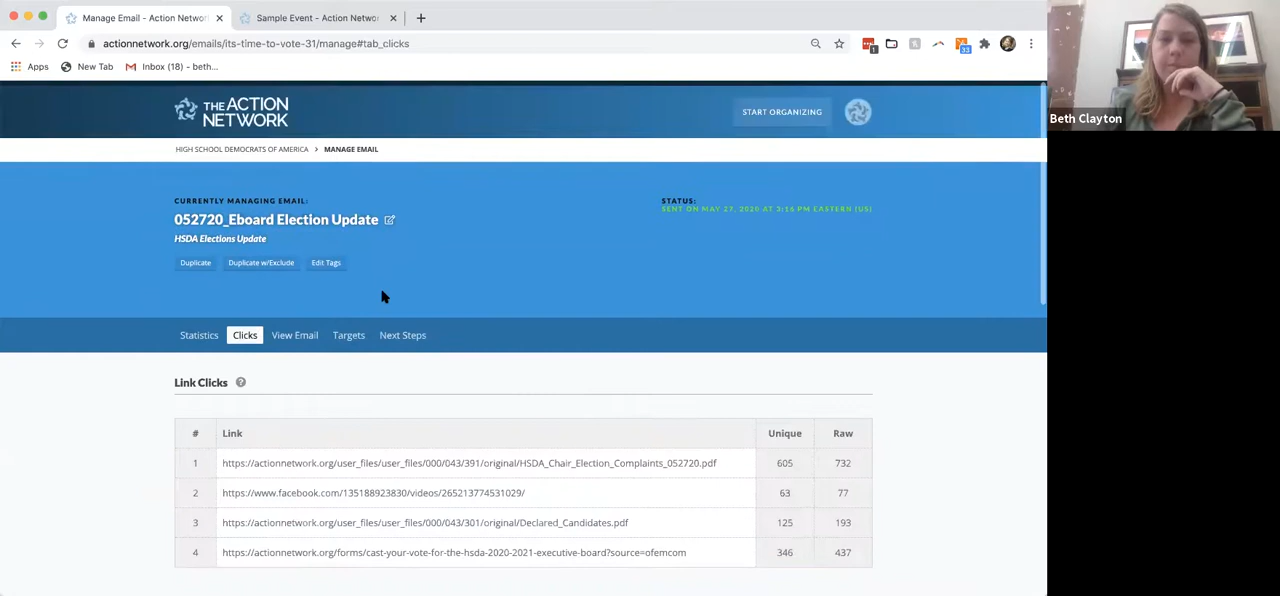 Manage Email - Action Network
Sample Event - Action Networ
actionnetwork.org/emails/its-time-to-vote-31/manage#tab_clicks
1
33
Apps
New Tab
Inbox (18) - beth...
Beth Clayton
THE ACTION
NETWORK
START ORGANIZING
HIGH SCHOOL DEMOCRATS OF AMERICA > MANAGE EMAIL
CURRENTLY MANAGING EMAIL:
STATUS:
SENT ON MAY 27, 2020 AT 3:16 PM EASTERN (US)
052720_Eboard Election Update
HSDA Elections Update
Duplicate
Duplicate w/Exclude
Edit Tags
Statistics
Clicks
View Email
Targets
Next Steps
Link Clicks ?
# Link Unique Raw
1 https://actionnetwork.org/user_files/user_files/000/043/391/original/HSDA_Chair_Election_Complaints_052720.pdf 605 732
2 https://www.facebook.com/135188923830/videos/265213774531029/ 63 77
3 https://actionnetwork.org/user_files/user_files/000/043/301/original/Declared_Candidates.pdf 125 193
4 https://actionnetwork.org/forms/cast-your-vote-for-the-hsda-2020-2021-executive-board?source=ofemcom 346 437